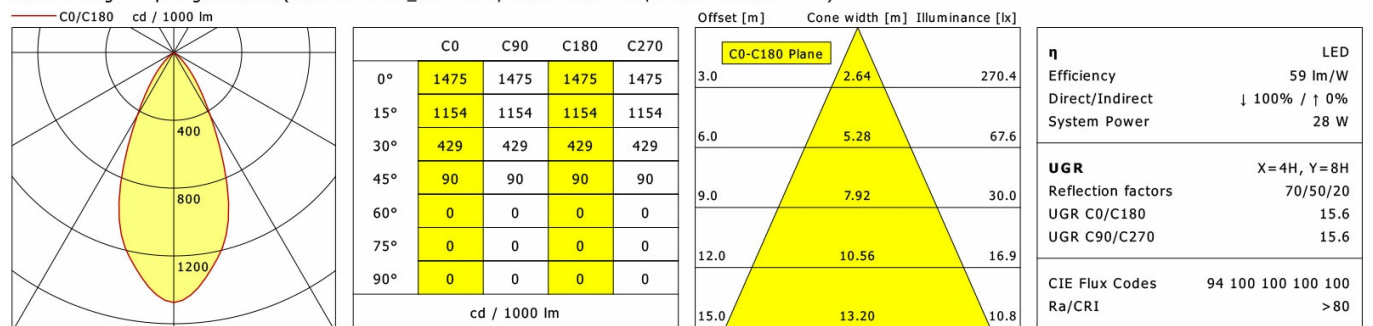 C0/C180 cd / 1000 lm
400
800
1200
C0 C90 C180 C270
0° 1475 1475 1475 1475
15° 1154 1154 1154 1154
30° 429 429 429 429
45° 90 90 90 90
60° 0 0 0 0
75° 0 0 0 0
90° 0 0 0 0
cd / 1000 lm
Offset [m] Cone width [m] Illuminance [lx]
C0-C180 Plane
3.0 2.64 270.4
6.0 5.28 67.6
9.0 7.92 30.0
12.0 10.56 16.9
15.0 13.20 10.8
η LED
Efficiency 59 lm/W
Direct/Indirect ↓ 100% / ↑ 0%
System Power 28 W
UGR X=4H, Y=8H
Reflection factors 70/50/20
UGR C0/C180 15.6
UGR C90/C270 15.6
CIE Flux Codes 94 100 100 100 100
Ra/CRI >80